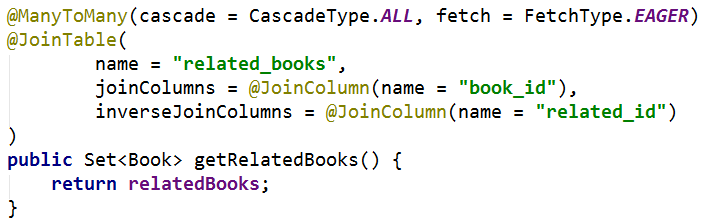 @ManyToMany(cascade = CascadeType.ALL, fetch = FetchType.EAGER)
@JoinTable(
        name = "related_books",
        joinColumns = @JoinColumn(name = "book_id"),
        inverseJoinColumns = @JoinColumn(name = "related_id")
)
public Set<Book> getRelatedBooks() {
    return relatedBooks;
}